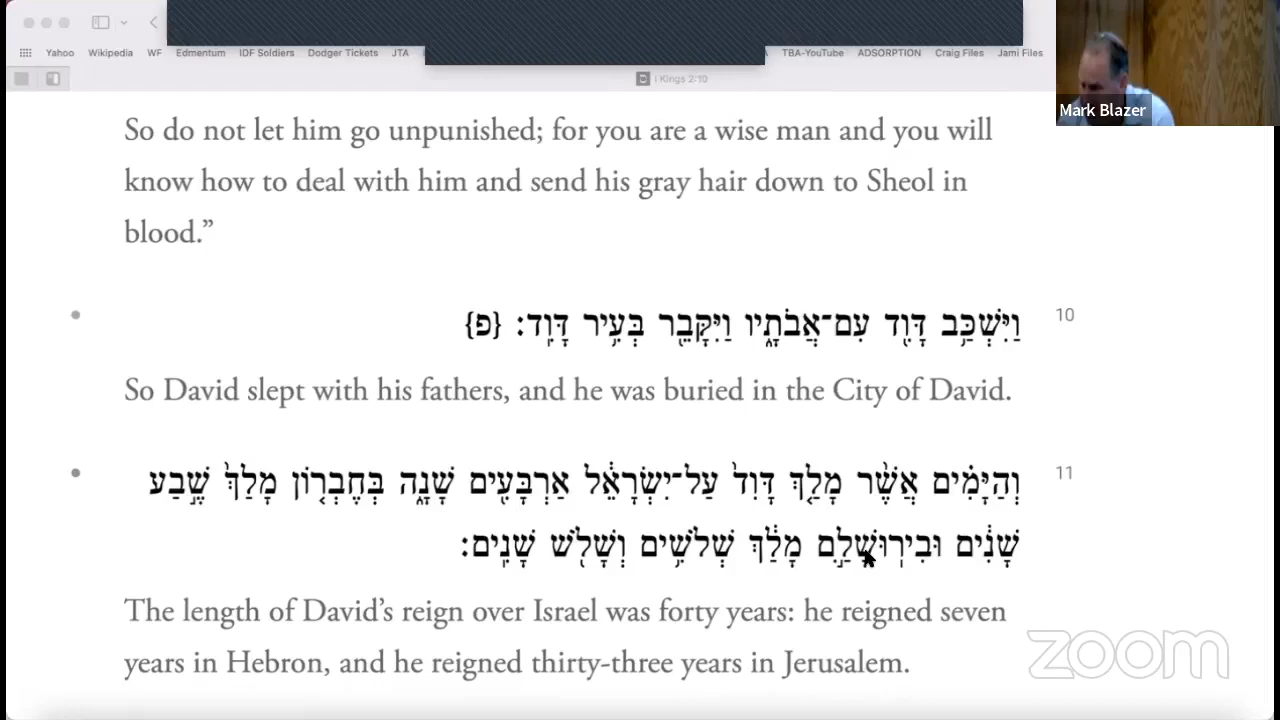 Yahoo Wikipedia WF Edmentum IDF Soldiers Dodger Tickets JTA TBA-YouTube ADSORPTION Craig Files Jami Files
I Kings 2:10
Mark Blazer
So do not let him go unpunished; for you are a wise man and you will
know how to deal with him and send his gray hair down to Sheol in
blood.”
10
וַיִּשְׁכַּ֥ב דָּוִ֖ד עִם־אֲבֹתָ֑יו וַיִּקָּבֵ֖ר בְּעִ֥יר דָּוִֽד׃ {פ}
So David slept with his fathers, and he was buried in the City of David.
11
וְהַיָּמִ֗ים אֲשֶׁ֨ר מָלַ֤ךְ דָּוִד֙ עַל־יִשְׂרָאֵ֔ל אַרְבָּעִ֖ים שָׁנָ֑ה בְּחֶבְר֤וֹן מָלַךְ֙ שֶׁ֣בַע
שָׁנִ֔ים וּבִירוּשָׁלַ֣͏ִם מָלַ֔ךְ שְׁלֹשִׁ֥ים וְשָׁלֹ֖שׁ שָׁנִֽים׃
The length of David’s reign over Israel was forty years: he reigned seven
years in Hebron, and he reigned thirty-three years in Jerusalem.
zoom